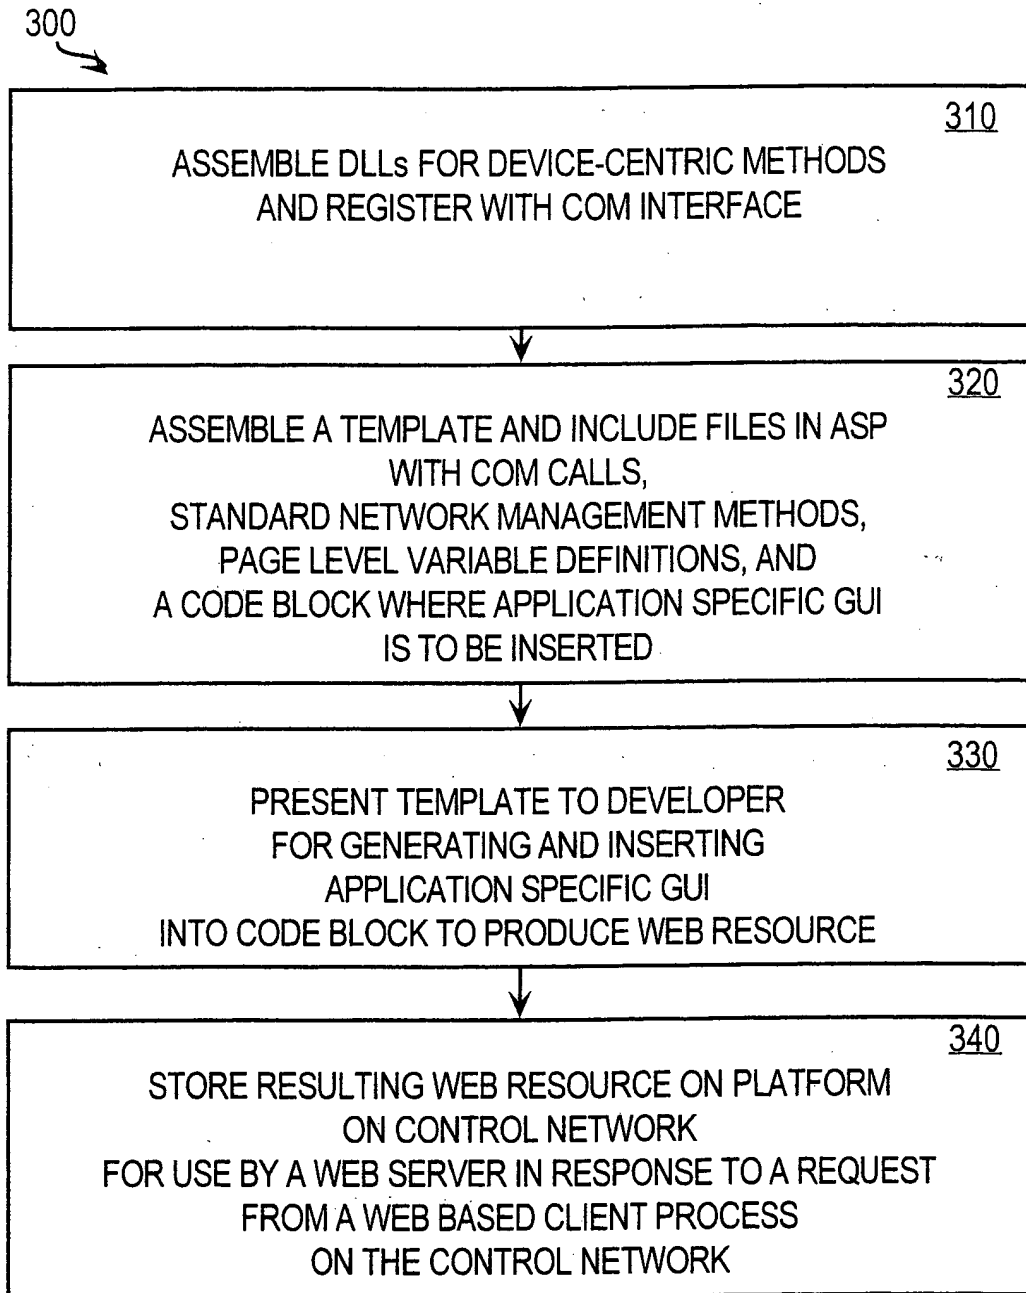 300
310
ASSEMBLE DLLs FOR DEVICE-CENTRIC METHODS
AND REGISTER WITH COM INTERFACE
320
ASSEMBLE A TEMPLATE AND INCLUDE FILES IN ASP
WITH COM CALLS,
STANDARD NETWORK MANAGEMENT METHODS,
PAGE LEVEL VARIABLE DEFINITIONS, AND
A CODE BLOCK WHERE APPLICATION SPECIFIC GUI
IS TO BE INSERTED
330
PRESENT TEMPLATE TO DEVELOPER
FOR GENERATING AND INSERTING
APPLICATION SPECIFIC GUI
INTO CODE BLOCK TO PRODUCE WEB RESOURCE
340
STORE RESULTING WEB RESOURCE ON PLATFORM
ON CONTROL NETWORK
FOR USE BY A WEB SERVER IN RESPONSE TO A REQUEST
FROM A WEB BASED CLIENT PROCESS
ON THE CONTROL NETWORK